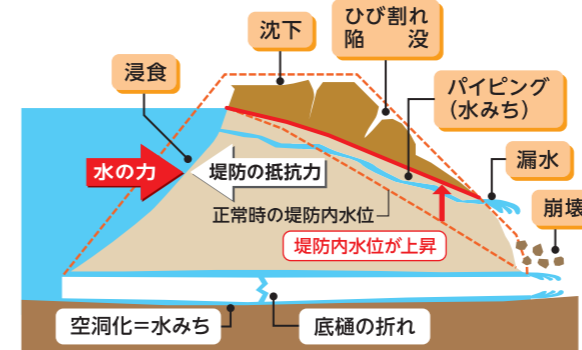 ひび割れ
陥　没
沈下
浸食
パイピング
（水みち）
漏水
崩壊
水の力
堤防の抵抗力
正常時の堤防内水位
堤防内水位が上昇
空洞化＝水みち
底樋の折れ